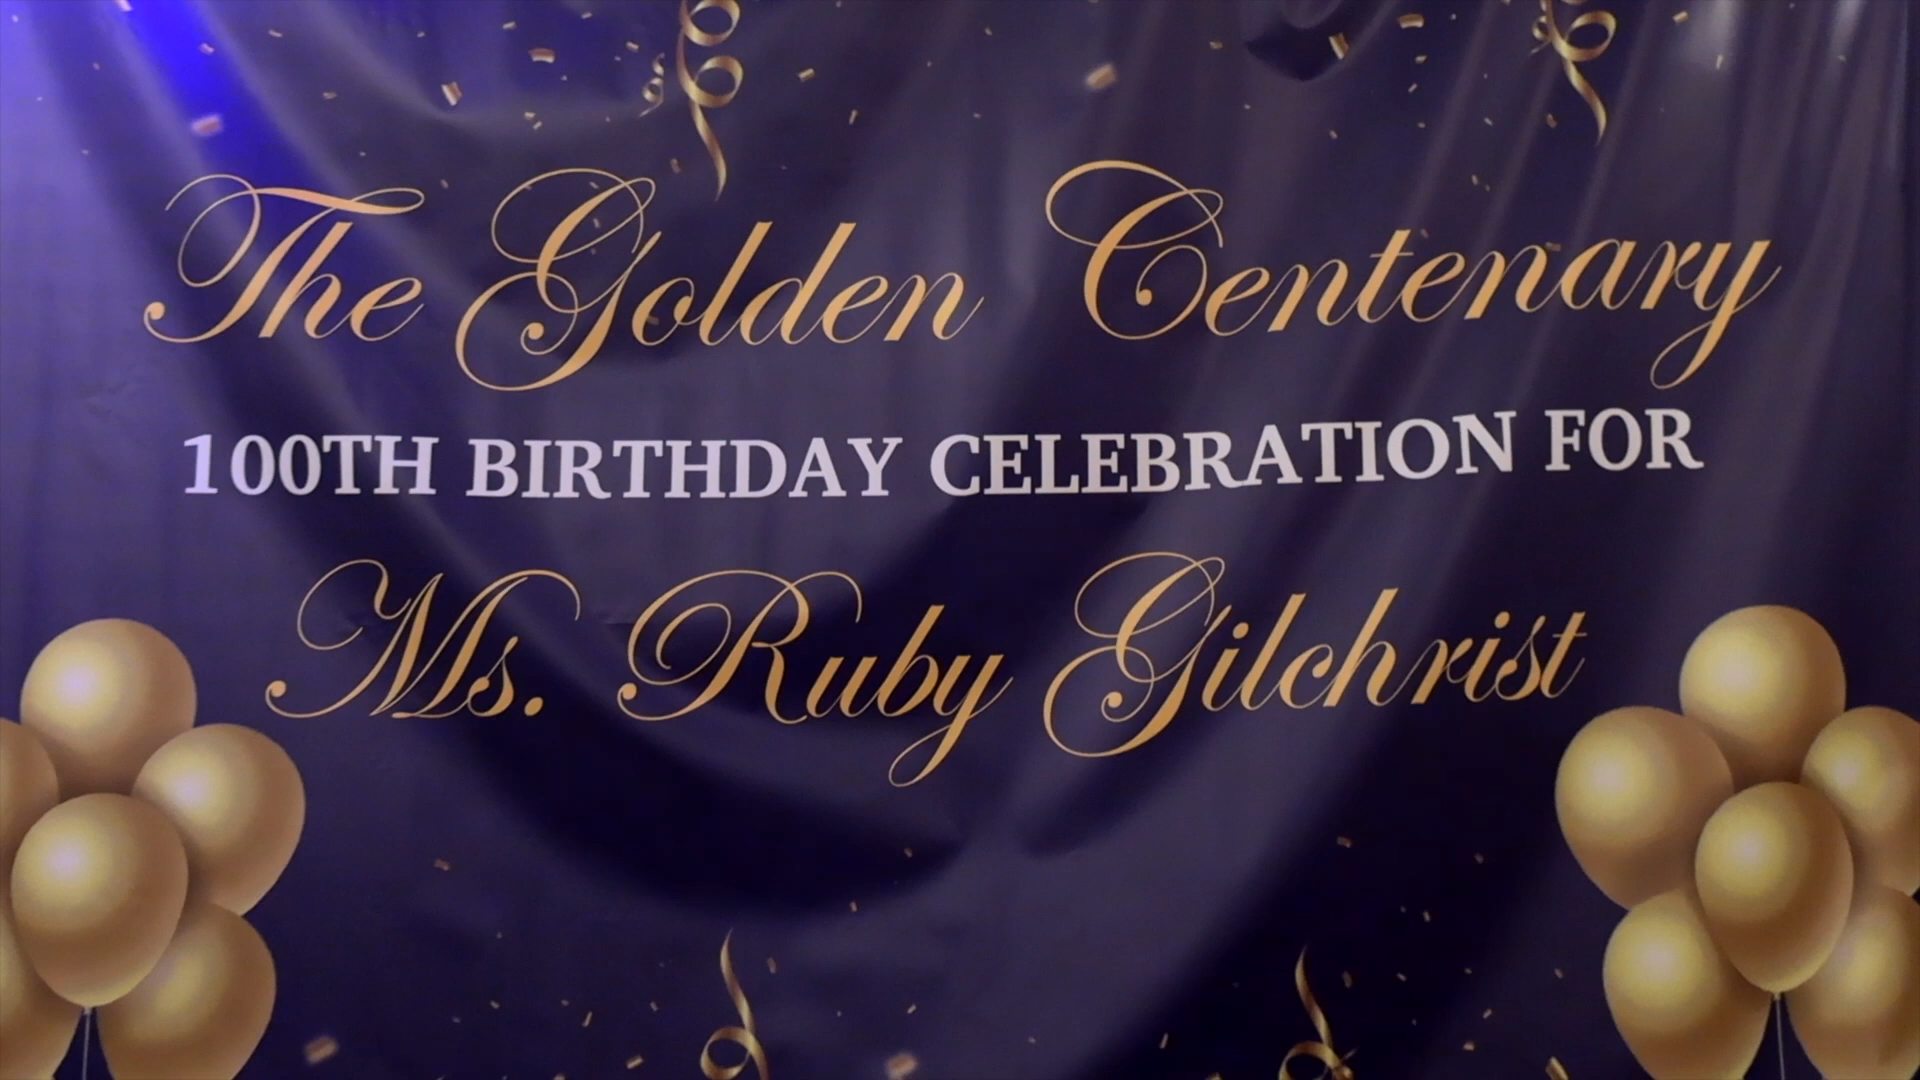 The Golden Centenary
100TH BIRTHDAY CELEBRATION FOR
Ms. Ruby Gilchrist